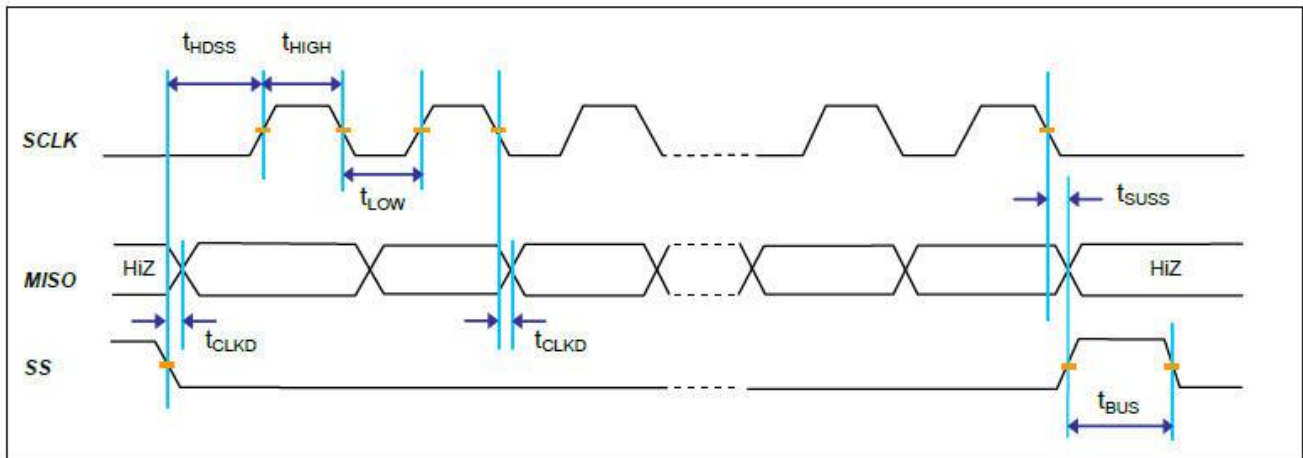 tHDSS tHIGH
SCLK
tLOW
tSUSS
MISO HiZ HiZ
tCLKD tCLKD
SS
tBUS